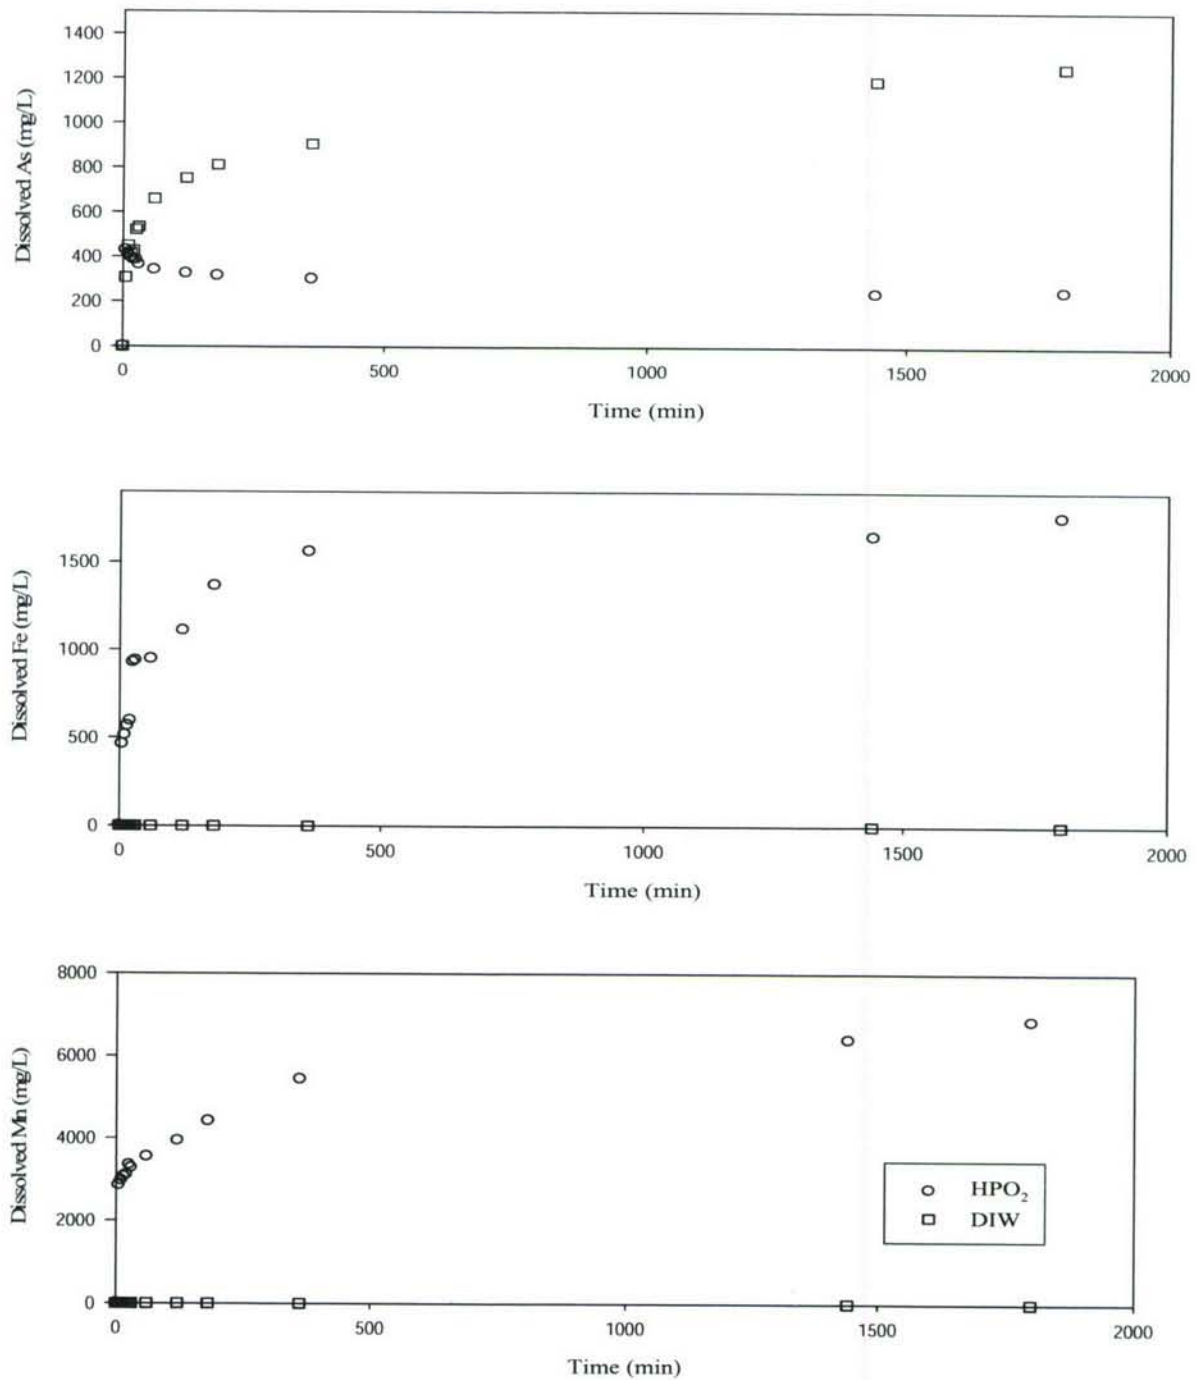 1400
1200
1000
800
600
400
200
0
Dissolved As (mg/L)
0 500 1000 1500 2000
Time (min)
1500
1000
500
0
Dissolved Fe (mg/L)
0 500 1000 1500 2000
Time (min)
8000
6000
4000
2000
0
Dissolved Mn (mg/L)
HPO₂
DIW
0 500 1000 1500 2000
Time (min)